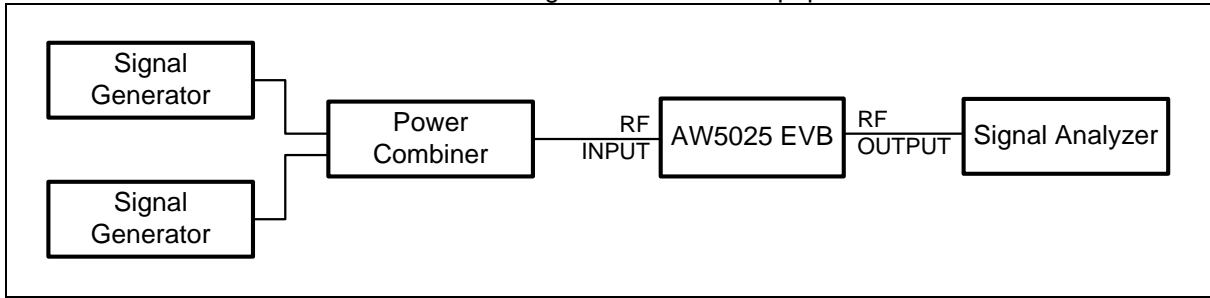 Signal
Generator
Signal
Generator
Power
Combiner
RF
INPUT
AW5025 EVB
RF
OUTPUT
Signal Analyzer